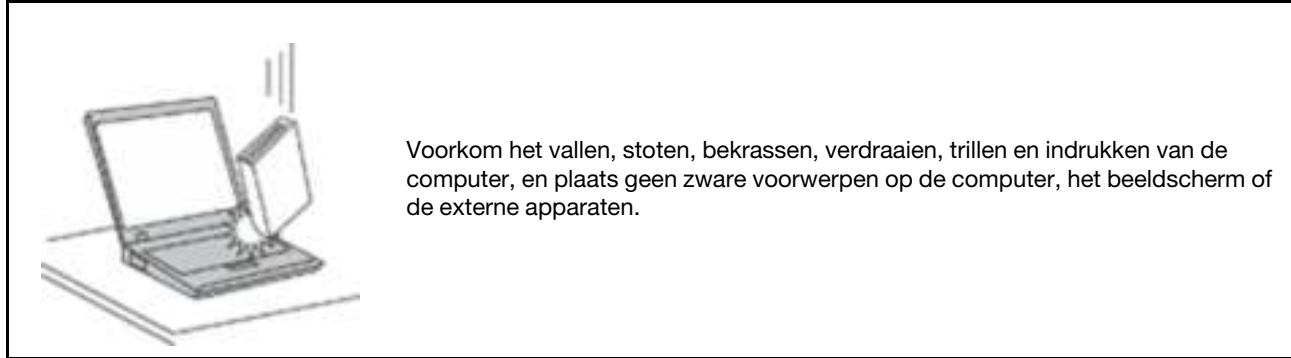 Voorkom het vallen, stoten, bekrassen, verdraaien, trillen en indrukken van de
computer, en plaats geen zware voorwerpen op de computer, het beeldscherm of
de externe apparaten.